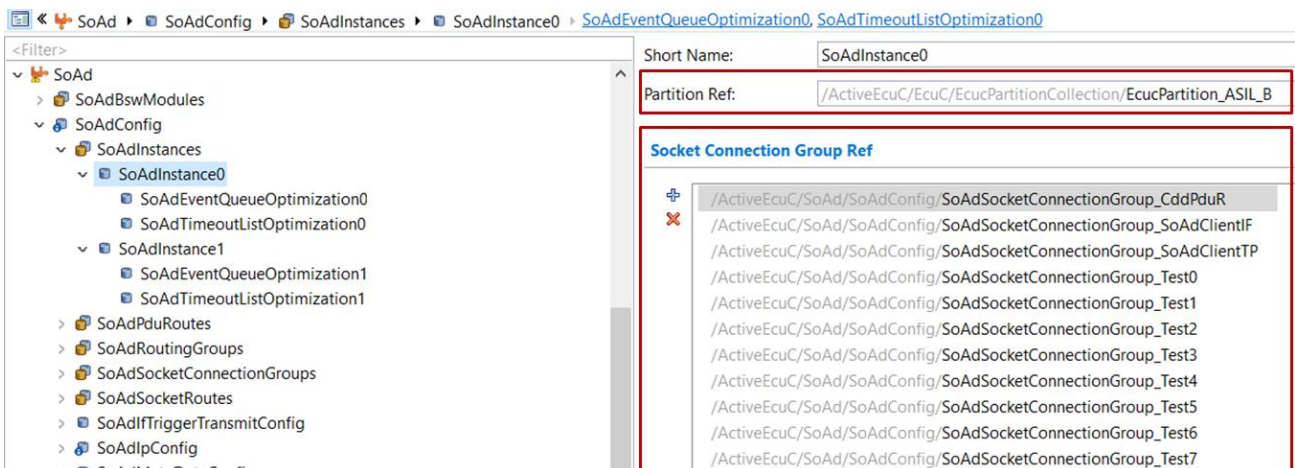 SoAd SoAdConfig SoAdInstances SoAdInstance0 SoAdEventQueueOptimization0, SoAdTimeoutListOptimization0
<Filter>
SoAd
SoAdBswModules
SoAdConfig
SoAdInstances
SoAdInstance0
SoAdEventQueueOptimization0
SoAdTimeoutListOptimization0
SoAdInstance1
SoAdEventQueueOptimization1
SoAdTimeoutListOptimization1
SoAdPduRoutes
SoAdRoutingGroups
SoAdSocketConnectionGroups
SoAdSocketRoutes
SoAdIfTriggerTransmitConfig
SoAdIpConfig
Short Name: SoAdInstance0
Partition Ref: /ActiveEcuC/EcuC/EcucPartitionCollection/EcucPartition_ASIL_B
Socket Connection Group Ref
/ActiveEcuC/SoAd/SoAdConfig/SoAdSocketConnectionGroup_CddPduR
/ActiveEcuC/SoAd/SoAdConfig/SoAdSocketConnectionGroup_SoAdClientIF
/ActiveEcuC/SoAd/SoAdConfig/SoAdSocketConnectionGroup_SoAdClientTP
/ActiveEcuC/SoAd/SoAdConfig/SoAdSocketConnectionGroup_Test0
/ActiveEcuC/SoAd/SoAdConfig/SoAdSocketConnectionGroup_Test1
/ActiveEcuC/SoAd/SoAdConfig/SoAdSocketConnectionGroup_Test2
/ActiveEcuC/SoAd/SoAdConfig/SoAdSocketConnectionGroup_Test3
/ActiveEcuC/SoAd/SoAdConfig/SoAdSocketConnectionGroup_Test4
/ActiveEcuC/SoAd/SoAdConfig/SoAdSocketConnectionGroup_Test5
/ActiveEcuC/SoAd/SoAdConfig/SoAdSocketConnectionGroup_Test6
/ActiveEcuC/SoAd/SoAdConfig/SoAdSocketConnectionGroup_Test7